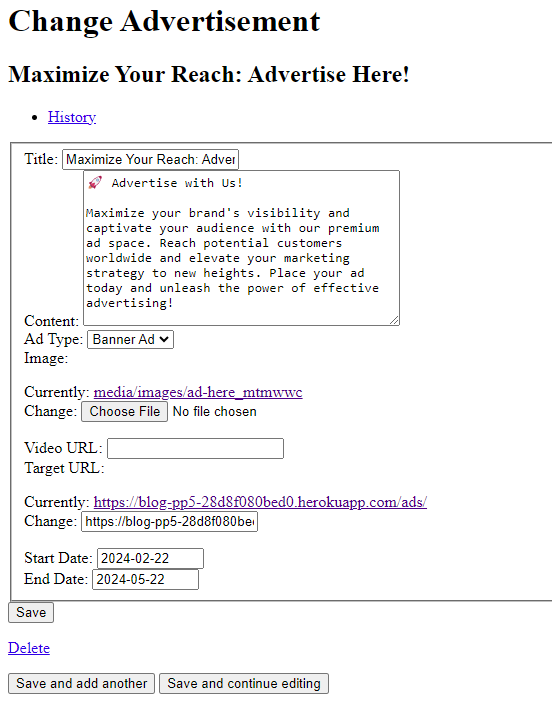 Change Advertisement
Maximize Your Reach: Advertise Here!
History
Title: Maximize Your Reach: Adver
🚀 Advertise with Us!
Maximize your brand's visibility and
captivate your audience with our premium
ad space. Reach potential customers
worldwide and elevate your marketing
strategy to new heights. Place your ad
today and unleash the power of effective
advertising!
Content:
Ad Type: Banner Ad
Image:
Currently: media/images/ad-here_mtmwwc
Change: Choose File No file chosen
Video URL:
Target URL:
Currently: https://blog-pp5-28d8f080bed0.herokuapp.com/ads/
Change: https://blog-pp5-28d8f080bed
Start Date: 2024-02-22
End Date: 2024-05-22
Save
Delete
Save and add another Save and continue editing